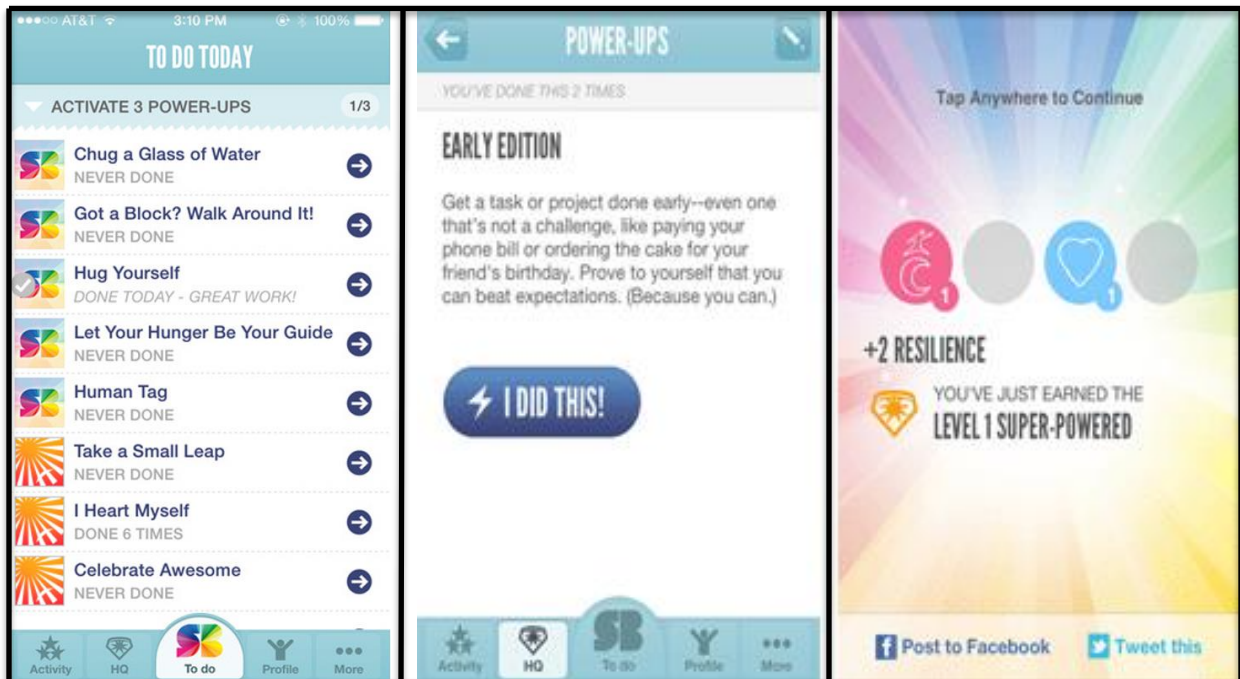 AT&T 3:10 PM 100%
TO DO TODAY
ACTIVATE 3 POWER-UPS 1/3
SB Chug a Glass of Water
NEVER DONE
SB Got a Block? Walk Around It!
NEVER DONE
SB Hug Yourself
DONE TODAY - GREAT WORK!
SB Let Your Hunger Be Your Guide
NEVER DONE
SB Human Tag
NEVER DONE
Take a Small Leap
NEVER DONE
I Heart Myself
DONE 6 TIMES
Celebrate Awesome
NEVER DONE
SB
Activity HQ To do Profile More
POWER-UPS
YOU'VE DONE THIS 2 TIMES
EARLY EDITION
Get a task or project done early--even one
that's not a challenge, like paying your
phone bill or ordering the cake for your
friend's birthday. Prove to yourself that you
can beat expectations. (Because you can.)
I DID THIS!
SB
Activity HQ To do Profile More
Tap Anywhere to Continue
1 1
+2 RESILIENCE
YOU'VE JUST EARNED THE
LEVEL 1 SUPER-POWERED
Post to Facebook Tweet this